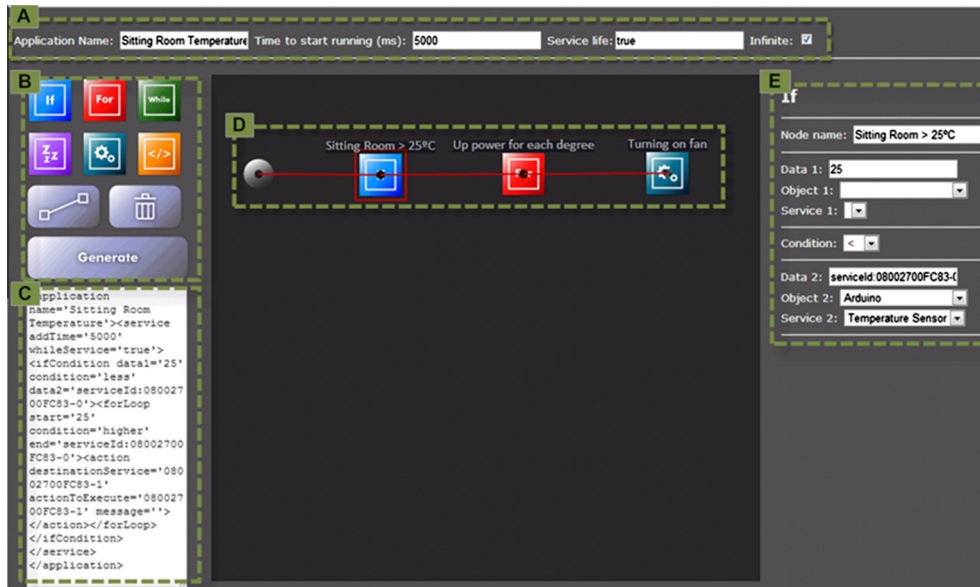 A
Application Name: Sitting Room Temperature Time to start running (ms): 5000 Service life: true Infinite:
B
If For While
Zzz </>
Generate
C
application
name='Sitting Room
Temperature'><service
addTime='5000'
whileService='true'>
<ifCondition data1='25'
condition='less'
data2='serviceId:080027
00FC83-0'><forLoop
start='25'
condition='higher'
end='serviceId:08002700
FC83-0'><action
destinationService='080
02700FC83-1'
actionToExecute='080027
00FC83-1' message=''>
</action></forLoop>
</ifCondition>
</service>
</application>
D
Sitting Room > 25ºC Up power for each degree Turning on fan
E
If
Node name: Sitting Room > 25ºC
Data 1: 25
Object 1:
Service 1:
Condition: <
Data 2: serviceId:08002700FC83-(
Object 2: Arduino
Service 2: Temperature Sensor